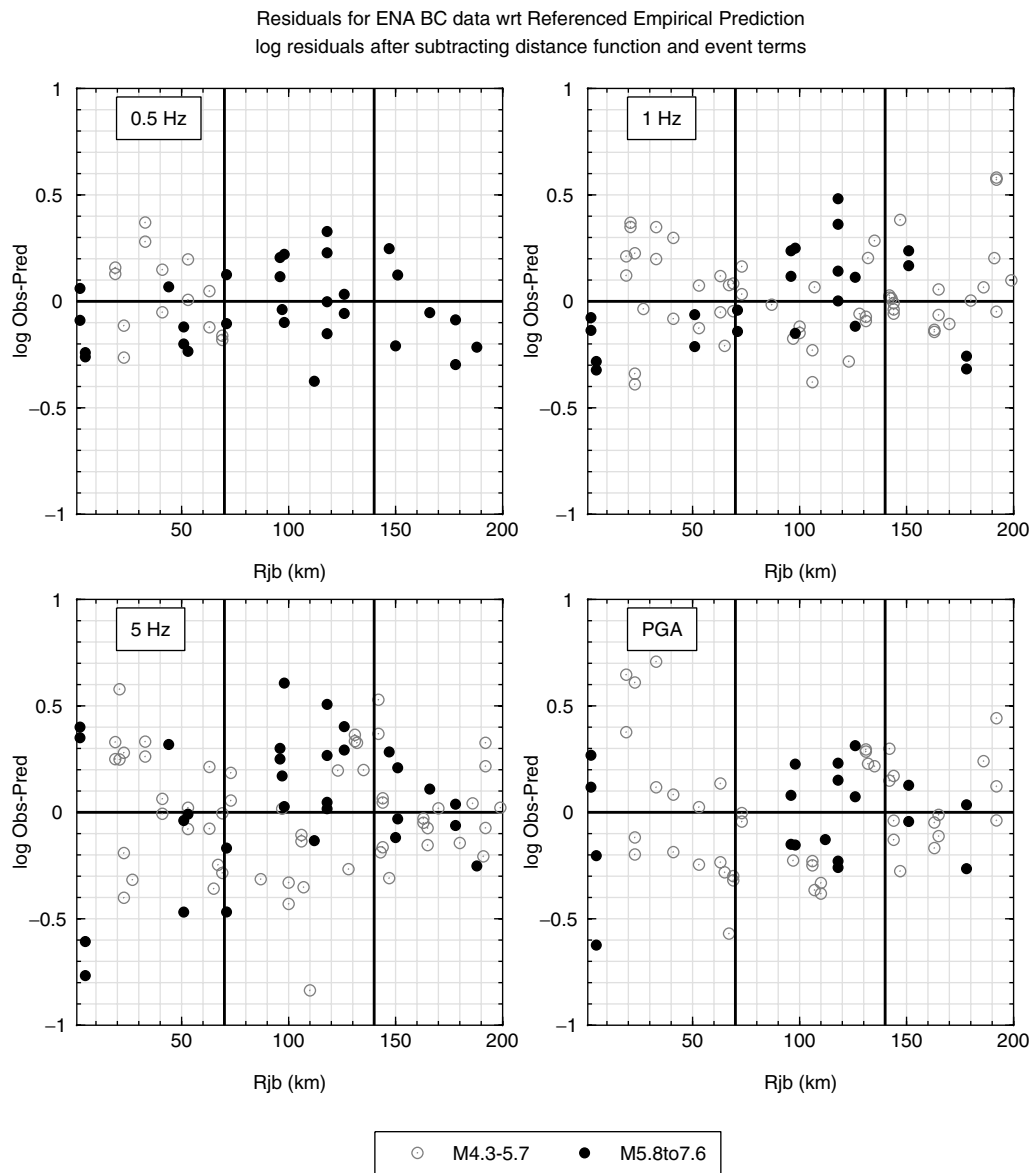 Residuals for ENA BC data wrt Referenced Empirical Prediction
log residuals after subtracting distance function and event terms
0.5 Hz
1
0.5
0
−0.5
−1
log Obs-Pred
50
100
150
200
Rjb (km)
1 Hz
1
0.5
0
−0.5
−1
log Obs-Pred
50
100
150
200
Rjb (km)
5 Hz
1
0.5
0
−0.5
−1
log Obs-Pred
50
100
150
200
Rjb (km)
PGA
1
0.5
0
−0.5
−1
log Obs-Pred
50
100
150
200
Rjb (km)
M4.3-5.7
M5.8to7.6